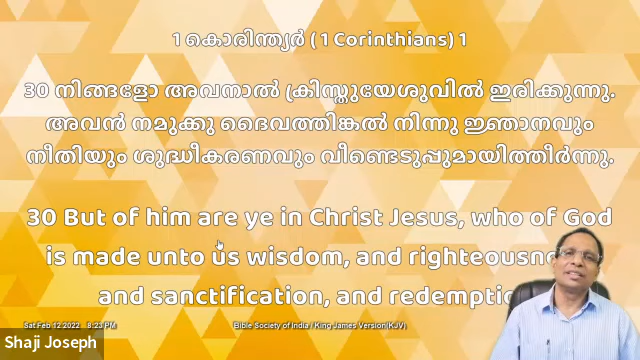 1 കൊരിന്ത്യർ ( 1 Corinthians) 1
30 നിങ്ങളോ അവനാൽ ക്രിസ്തുയേശുവിൽ ഇരിക്കുന്നു.
അവൻ നമുക്കു ദൈവത്തിങ്കൽ നിന്നു ജ്ഞാനവും
നീതിയും ശുദ്ധീകരണവും വീണ്ടെടുപ്പുമായിത്തീർന്നു.
30 But of him are ye in Christ Jesus, who of God
is made unto us wisdom, and
and sanctification, and
Sat Feb 12 2022 8:23 PM
Bible Society of India / King James Version(KJV)
Shaji Joseph